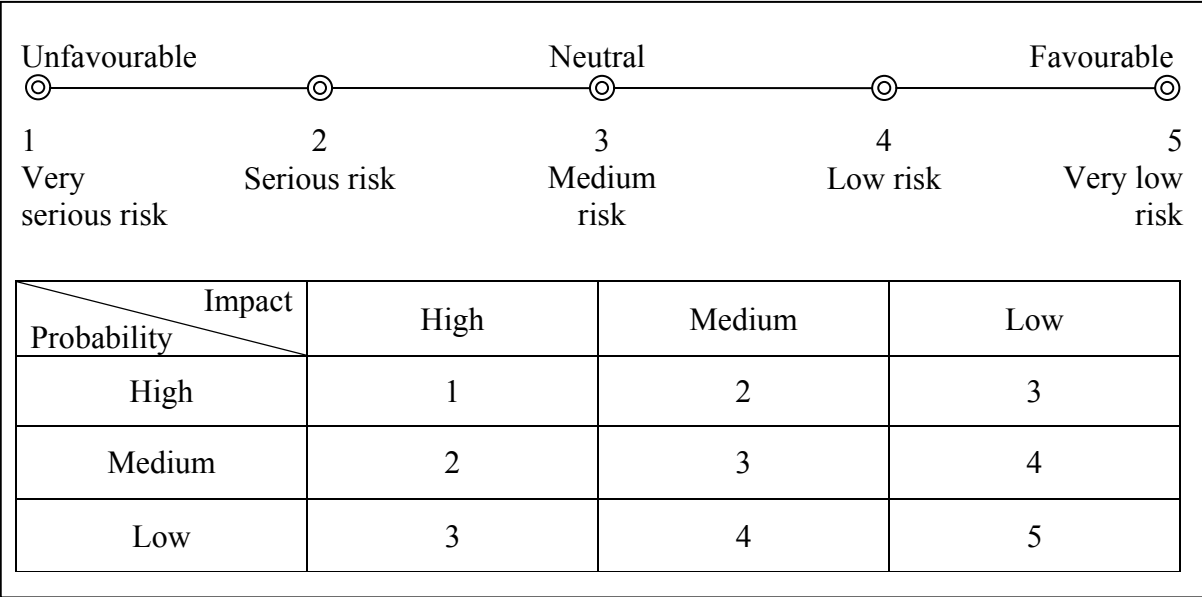 Unfavourable Neutral Favourable
1 2 3 4 5
Very Serious risk Medium Low risk Very low
serious risk risk risk
Impact High Medium Low
Probability
High 1 2 3
Medium 2 3 4
Low 3 4 5